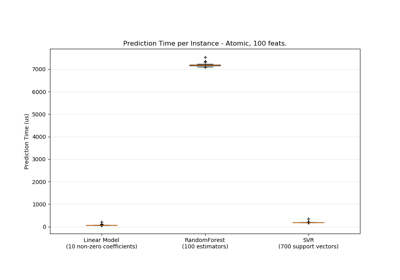 Prediction Time per Instance - Atomic, 100 feats.
7000
6000
5000
4000
3000
2000
1000
0
Prediction Time (us)
Linear Model
(10 non-zero coefficients)
RandomForest
(100 estimators)
SVR
(700 support vectors)